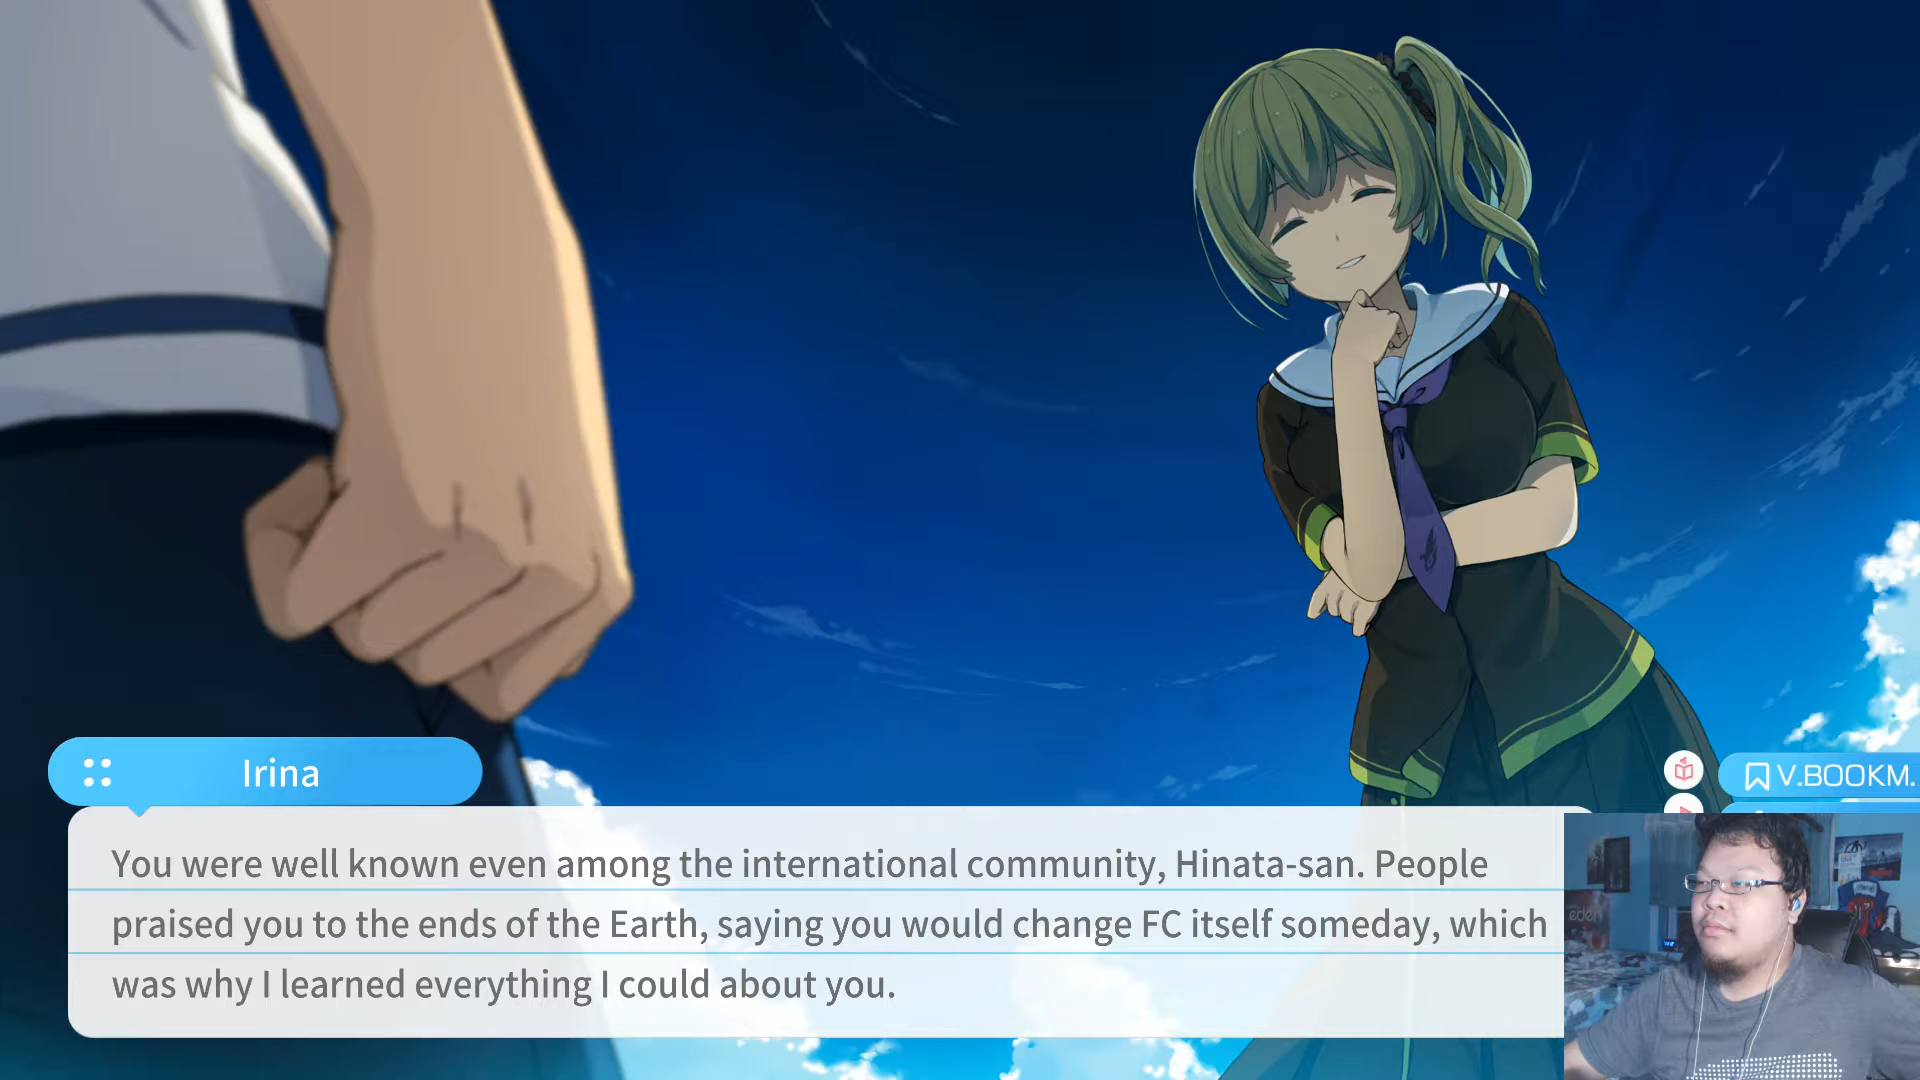 Irina
V.BOOKM.
You were well known even among the international community, Hinata-san. People
praised you to the ends of the Earth, saying you would change FC itself someday, which
was why I learned everything I could about you.
eden